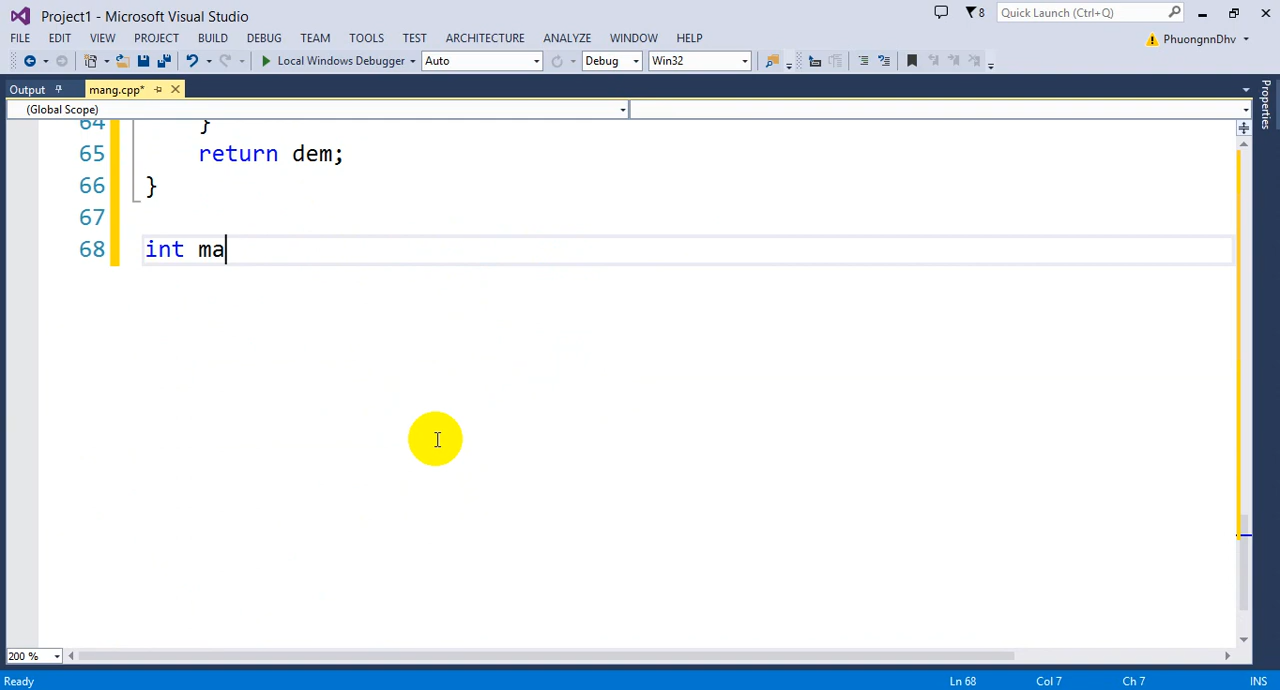 Project1 - Microsoft Visual Studio
8
Quick Launch (Ctrl+Q)
FILE EDIT VIEW PROJECT BUILD DEBUG TEAM TOOLS TEST ARCHITECTURE ANALYZE WINDOW HELP
PhuongnnDhv
Local Windows Debugger Auto Debug Win32
Output mang.cpp*
Properties
(Global Scope)
64 }
65 return dem;
66 }
67
68 int ma
200 %
Ready Ln 68 Col 7 Ch 7 INS